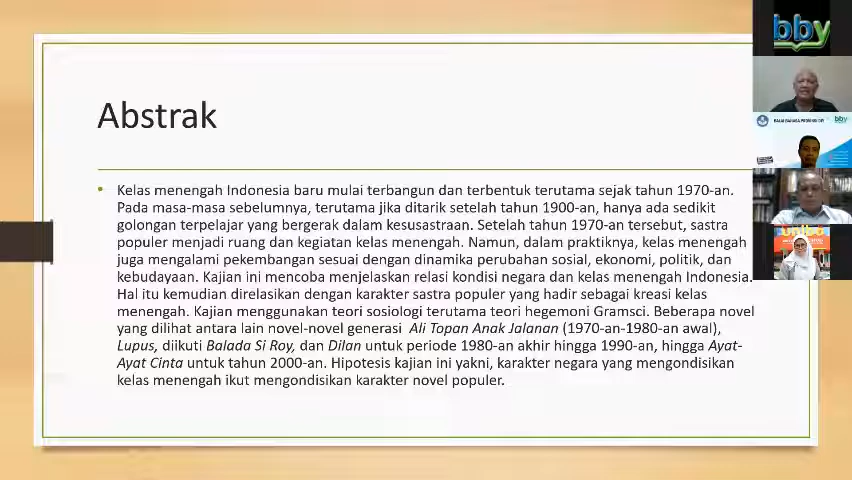 bby
Abstrak
• Kelas menengah Indonesia baru mulai terbangun dan terbentuk terutama sejak tahun 1970-an.
Pada masa-masa sebelumnya, terutama jika ditarik setelah tahun 1900-an, hanya ada sedikit
golongan terpelajar yang bergerak dalam kesusastraan. Setelah tahun 1970-an tersebut, sastra
populer menjadi ruang dan kegiatan kelas menengah. Namun, dalam praktiknya, kelas menengah
juga mengalami pekembangan sesuai dengan dinamika perubahan sosial, ekonomi, politik, dan
kebudayaan. Kajian ini mencoba menjelaskan relasi kondisi negara dan kelas menengah Indonesia.
Hal itu kemudian direlasikan dengan karakter sastra populer yang hadir sebagai kreasi kelas
menengah. Kajian menggunakan teori sosiologi terutama teori hegemoni Gramsci. Beberapa novel
yang dilihat antara lain novel-novel generasi Ali Topan Anak Jalanan (1970-an-1980-an awal),
Lupus, diikuti Balada Si Roy, dan Dilan untuk periode 1980-an akhir hingga 1990-an, hingga Ayat-
Ayat Cinta untuk tahun 2000-an. Hipotesis kajian ini yakni, karakter negara yang mengondisikan
kelas menengah ikut mengondisikan karakter novel populer.
bby